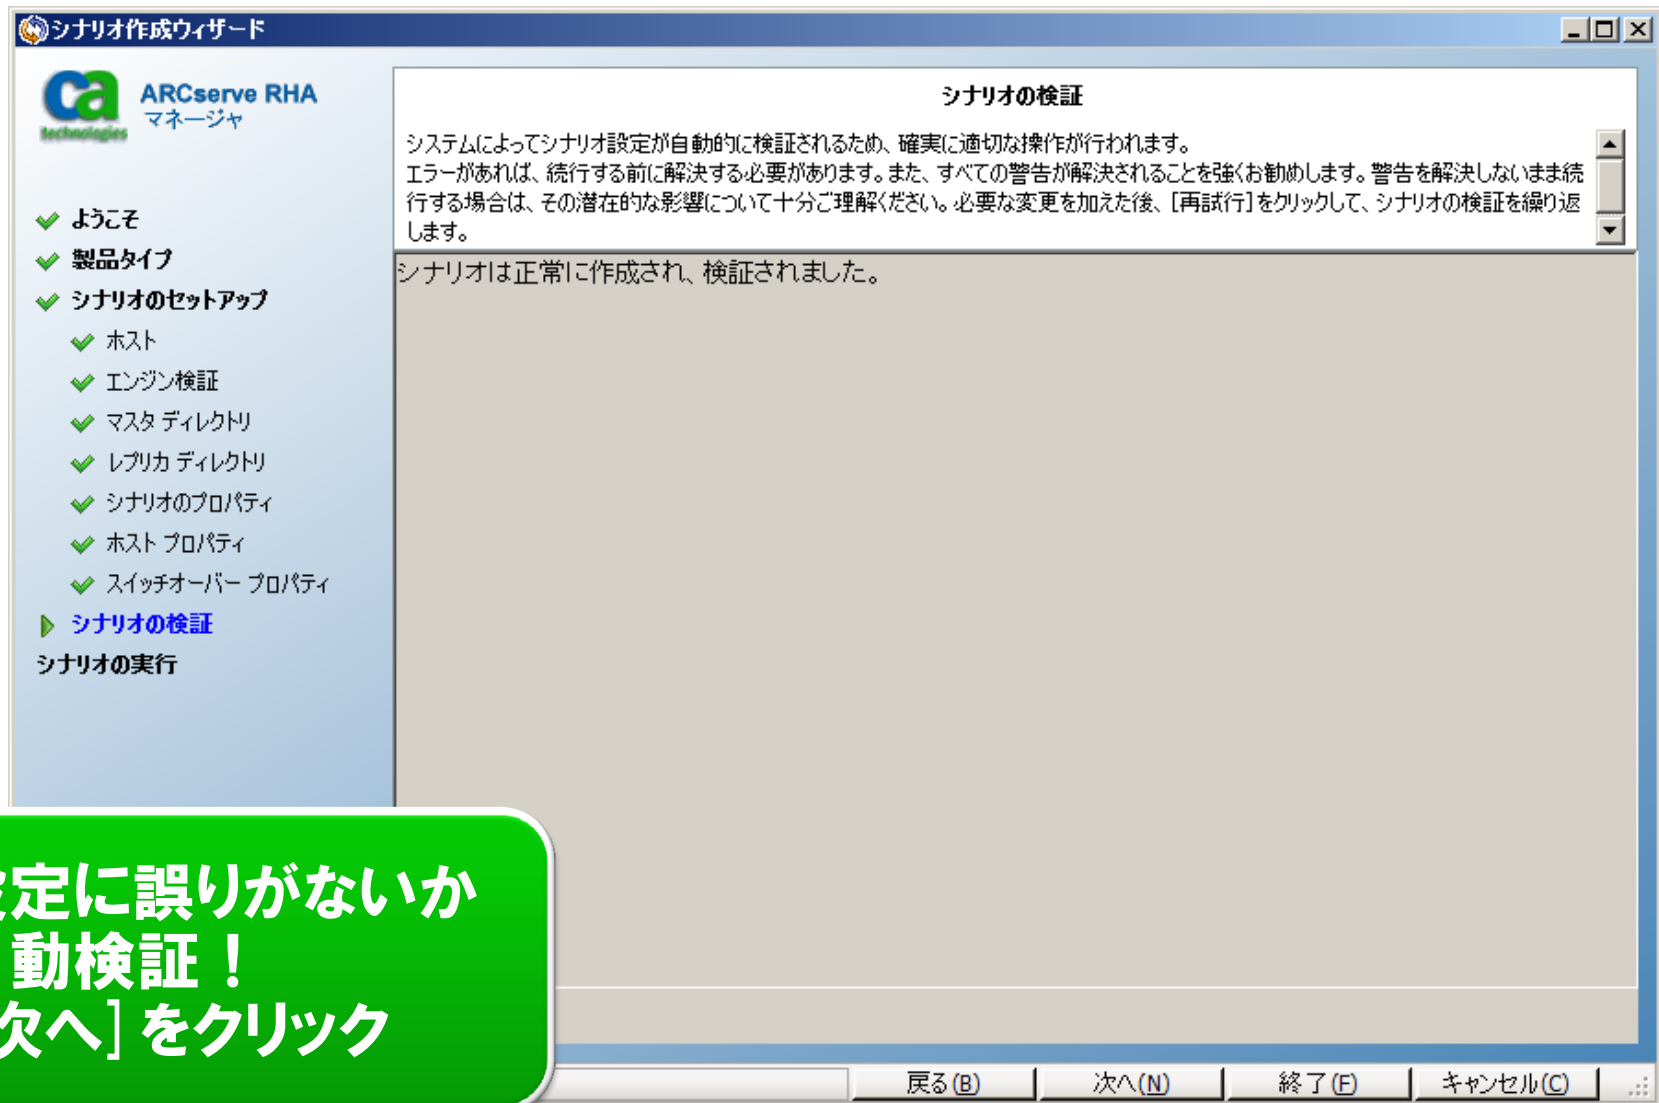 シナリオ作成ウィザード
ca
technologies
ARCserve RHA
マネージャ
ようこそ
製品タイプ
シナリオのセットアップ
ホスト
エンジン検証
マスタ ディレクトリ
レプリカ ディレクトリ
シナリオのプロパティ
ホスト プロパティ
スイッチオーバー プロパティ
シナリオの検証
シナリオの実行
シナリオの検証
システムによってシナリオ設定が自動的に検証されるため、確実に適切な操作が行われます。
エラーがあれば、続行する前に解決する必要があります。また、すべての警告が解決されることを強くお勧めします。警告を解決しないまま続
行する場合は、その潜在的な影響について十分ご理解ください。必要な変更を加えた後、[再試行]をクリックして、シナリオの検証を繰り返
します。
シナリオは正常に作成され、検証されました。
定に誤りがないか
動検証！
次へ] をクリック
戻る(B)
次へ(N)
終了(F)
キャンセル(C)